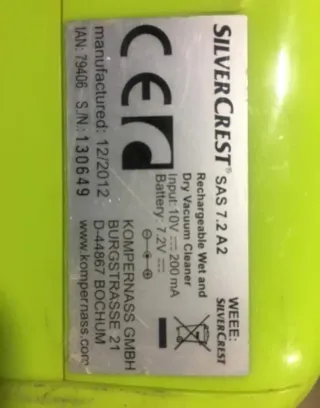 SILVERCREST® SAS 7.2 A2
Rechargeable Wet and
Dry Vacuum Cleaner
Input: 10V ⎓ 200 mA
Battery: 7.2V ⎓
WEEE:
SILVERCREST
CE
KOMPERNASS GMBH
BURGSTRASSE 21
D-44867 BOCHUM
www.kompernass.com
manufactured: 12/2012
IAN: 79406 S./N.: 130649